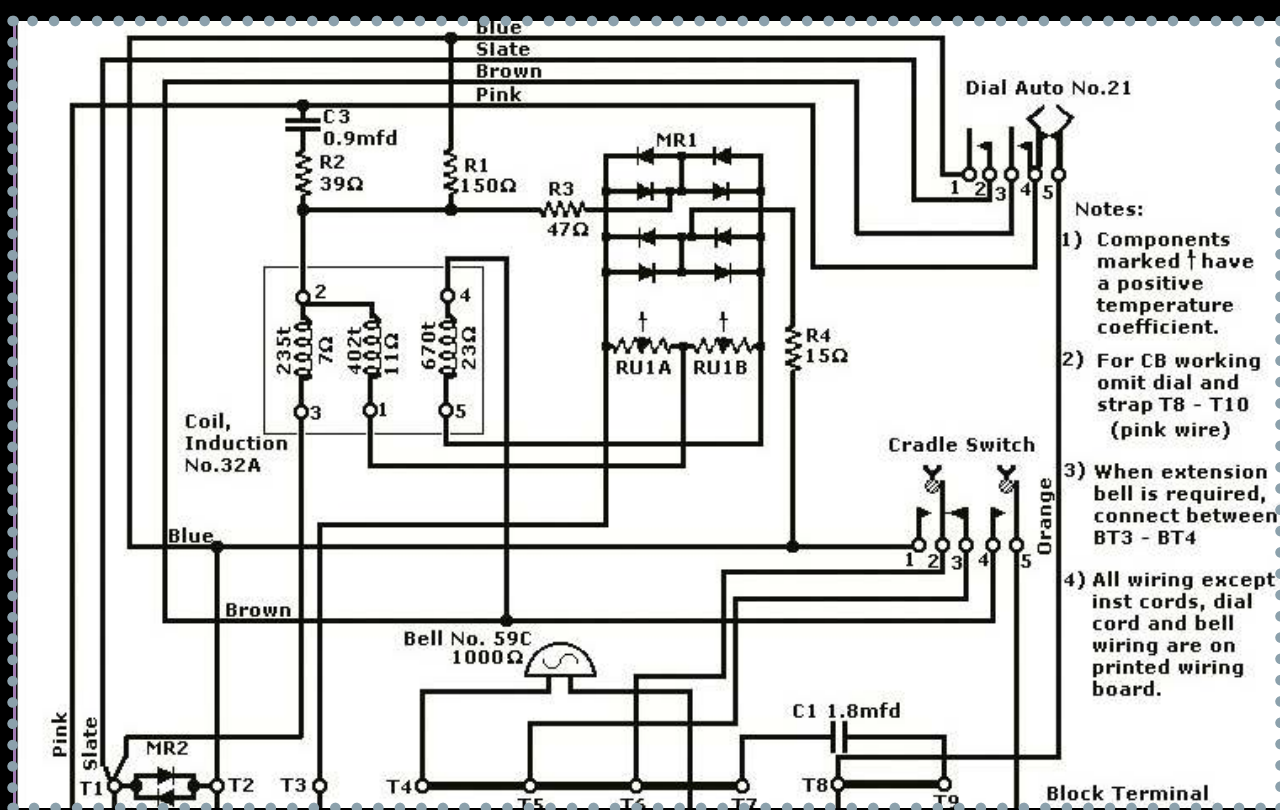 blue
Slate
Brown
Pink
Dial Auto No.21
C3
0.9mfd
R2
39Ω
R1
150Ω
R3
47Ω
MR1
1 2 3 4 5
Notes:
1) Components
marked have
a positive
temperature
coefficient.
2) For CB working
omit dial and
strap T8 - T10
(pink wire)
3) When extension
bell is required,
connect between
BT3 - BT4
4) All wiring except
inst cords, dial
cord and bell
wiring are on
printed wiring
board.
2
4
235t
7Ω
402t
11Ω
670t
23Ω
3
1
5
Coil,
Induction
No.32A
RU1A RU1B
R4
15Ω
Cradle Switch
1 2 3 4 5
Orange
Blue
Brown
Bell No. 59C
1000Ω
C1 1.8mfd
Pink
Slate
MR2
T1
T2
T3
T4
T5
T6
T7
T8
T9
Block Terminal